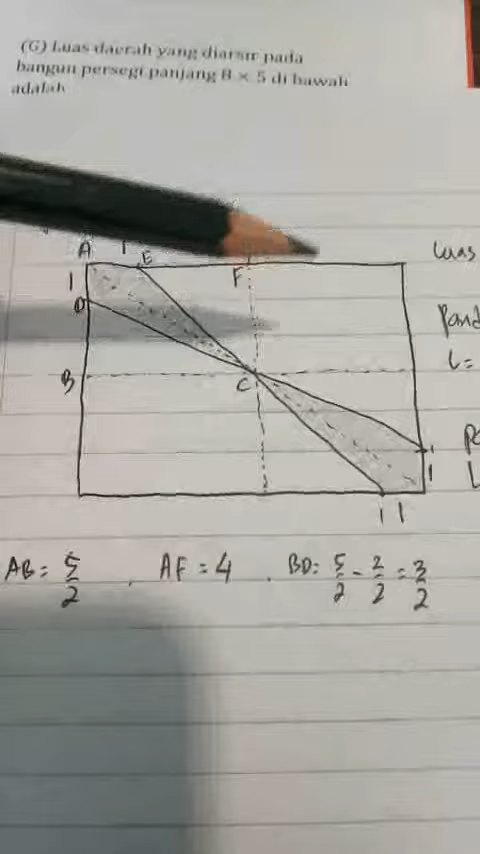 (G) Luas daerah yang diarsir pada
bangun persegi panjang 8 × 5 di bawah
adalah
A 1 E F
1
D
B C
1
1 1
Luas
L=
L
AB = 5/2 , AF = 4 . BD: 5/2 - 2/2 = 3/2